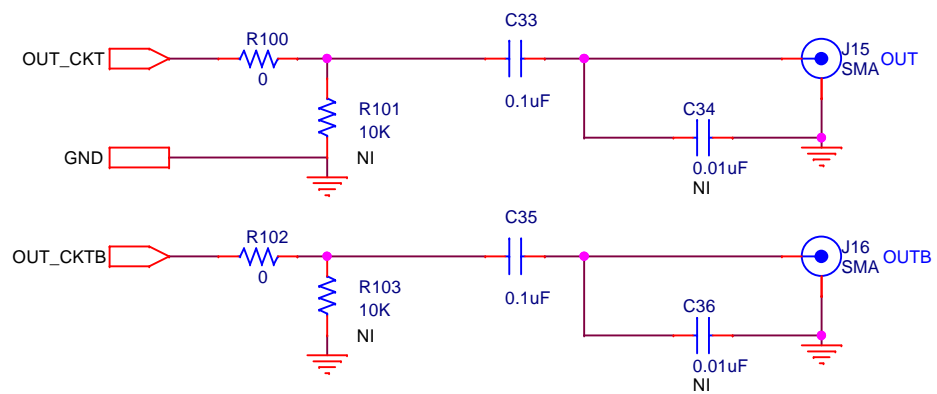 C33
R100
J15
OUT_CKT
OUT
SMA
0
0.1uF
R101
C34
10K
GND
NI
0.01uF
NI
C35
R102
J16
OUT_CKTB
OUTB
SMA
0
R103
0.1uF
C36
10K
NI
0.01uF
NI